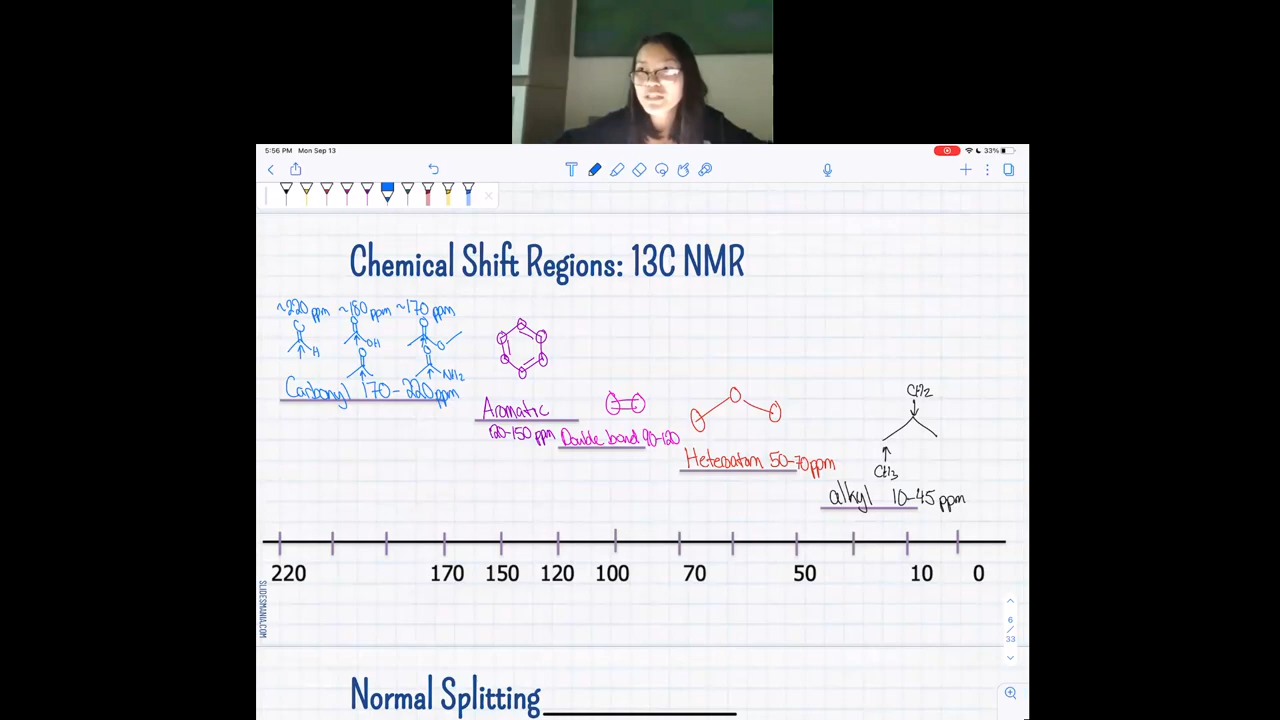 5:56 PM Mon Sep 13
33%
Chemical Shift Regions: 13C NMR
~220 ppm ~180 ppm ~170 ppm
O O O
H OH O
O O
NH2
Carbonyl 170-220 ppm
Aromatic
120-150 ppm
Double bond 90-120
O
Heteroatom 50-70ppm
CH2
CH3
alkyl 10-45 ppm
220 170 150 120 100 70 50 10 0
SLIDESMANIA.COM
6
/
33
Normal Splitting